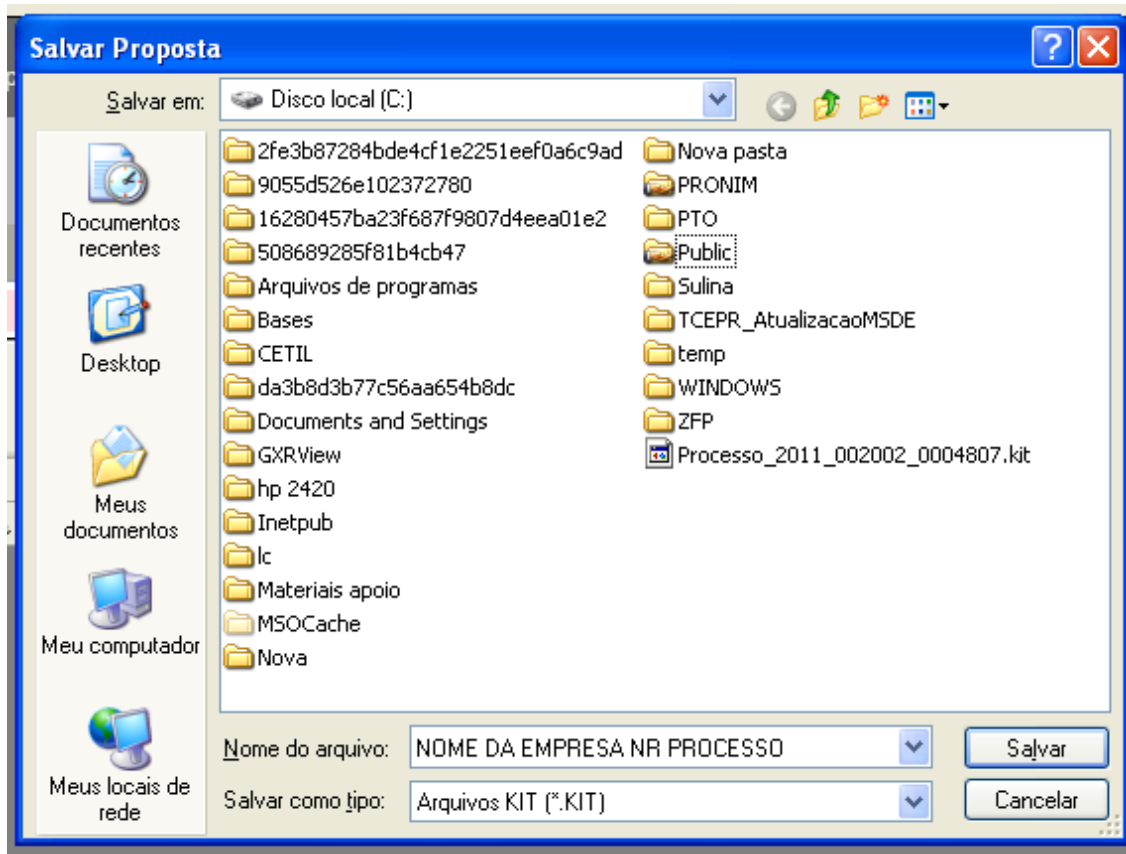 Salvar Proposta
Salvar em:
Disco local (C:)
Documentos
recentes
Desktop
Meus
documentos
Meu computador
Meus locais de
rede
2fe3b87284bde4cf1e2251eef0a6c9ad
9055d526e102372780
16280457ba23f687f9807d4eea01e2
508689285f81b4cb47
Arquivos de programas
Bases
CETIL
da3b8d3b77c56aa654b8dc
Documents and Settings
GXRView
hp 2420
Inetpub
lc
Materiais apoio
MSOCache
Nova
Nova pasta
PRONIM
PTO
Public
Sulina
TCEPR_AtualizacaoMSDE
temp
WINDOWS
ZFP
Processo_2011_002002_0004807.kit
Nome do arquivo:
NOME DA EMPRESA NR PROCESSO
Salvar
Salvar como tipo:
Arquivos KIT (*.KIT)
Cancelar